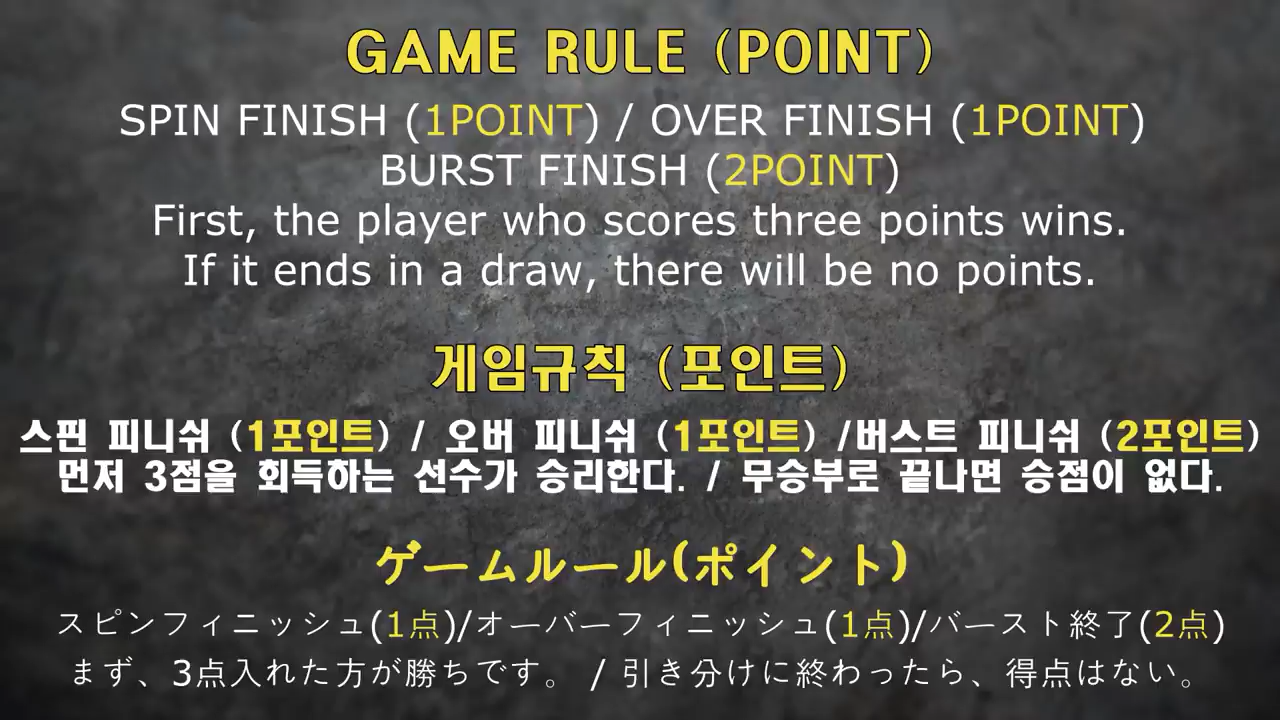 GAME RULE (POINT)
SPIN FINISH (1POINT) / OVER FINISH (1POINT)
BURST FINISH (2POINT)
First, the player who scores three points wins.
If it ends in a draw, there will be no points.
게임규칙 (포인트)
스핀 피니쉬 (1포인트) / 오버 피니쉬 (1포인트) /버스트 피니쉬 (2포인트)
먼저 3점을 획득하는 선수가 승리한다. / 무승부로 끝나면 승점이 없다.
ゲームルール(ポイント)
スピンフィニッシュ(1点)/オーバーフィニッシュ(1点)/バースト終了(2点)
まず、3点入れた方が勝ちです。 / 引き分けに終わったら、得点はない。